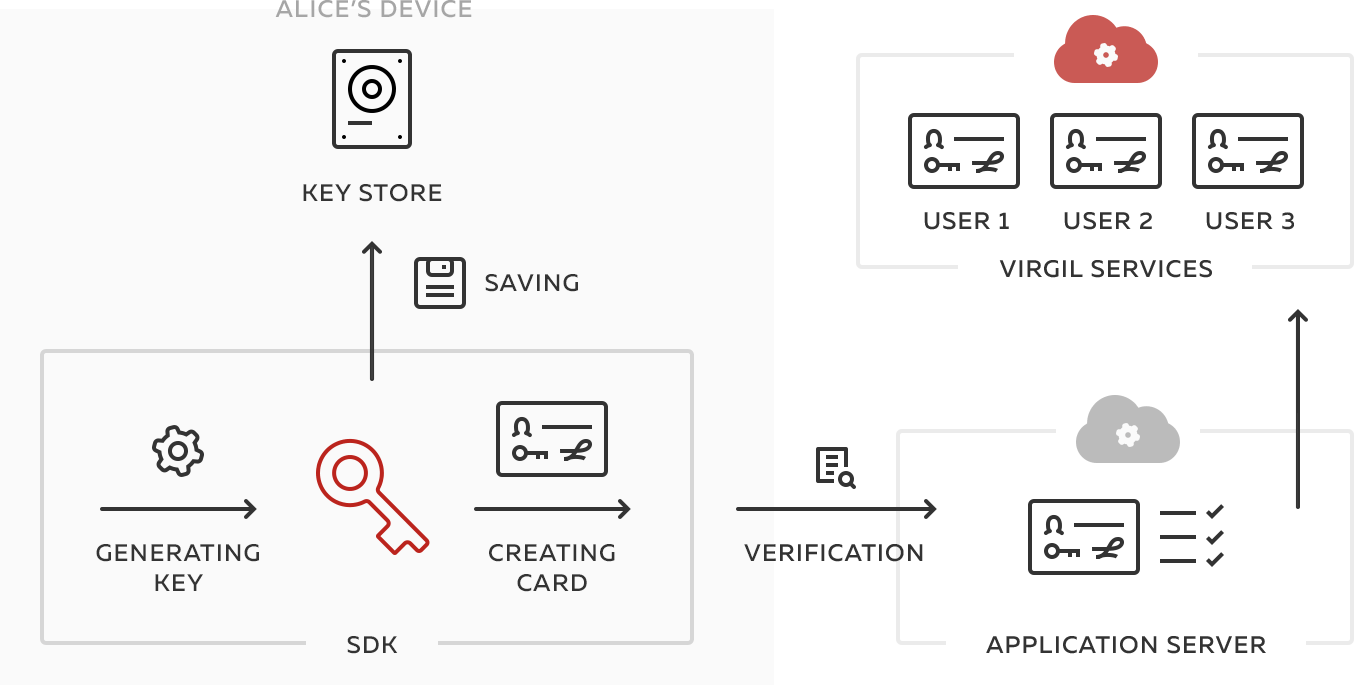 ALICE'S DEVICE
KEY STORE
SAVING
GENERATING
KEY
CREATING
CARD
SDK
VERIFICATION
USER 1
USER 2
USER 3
VIRGIL SERVICES
APPLICATION SERVER